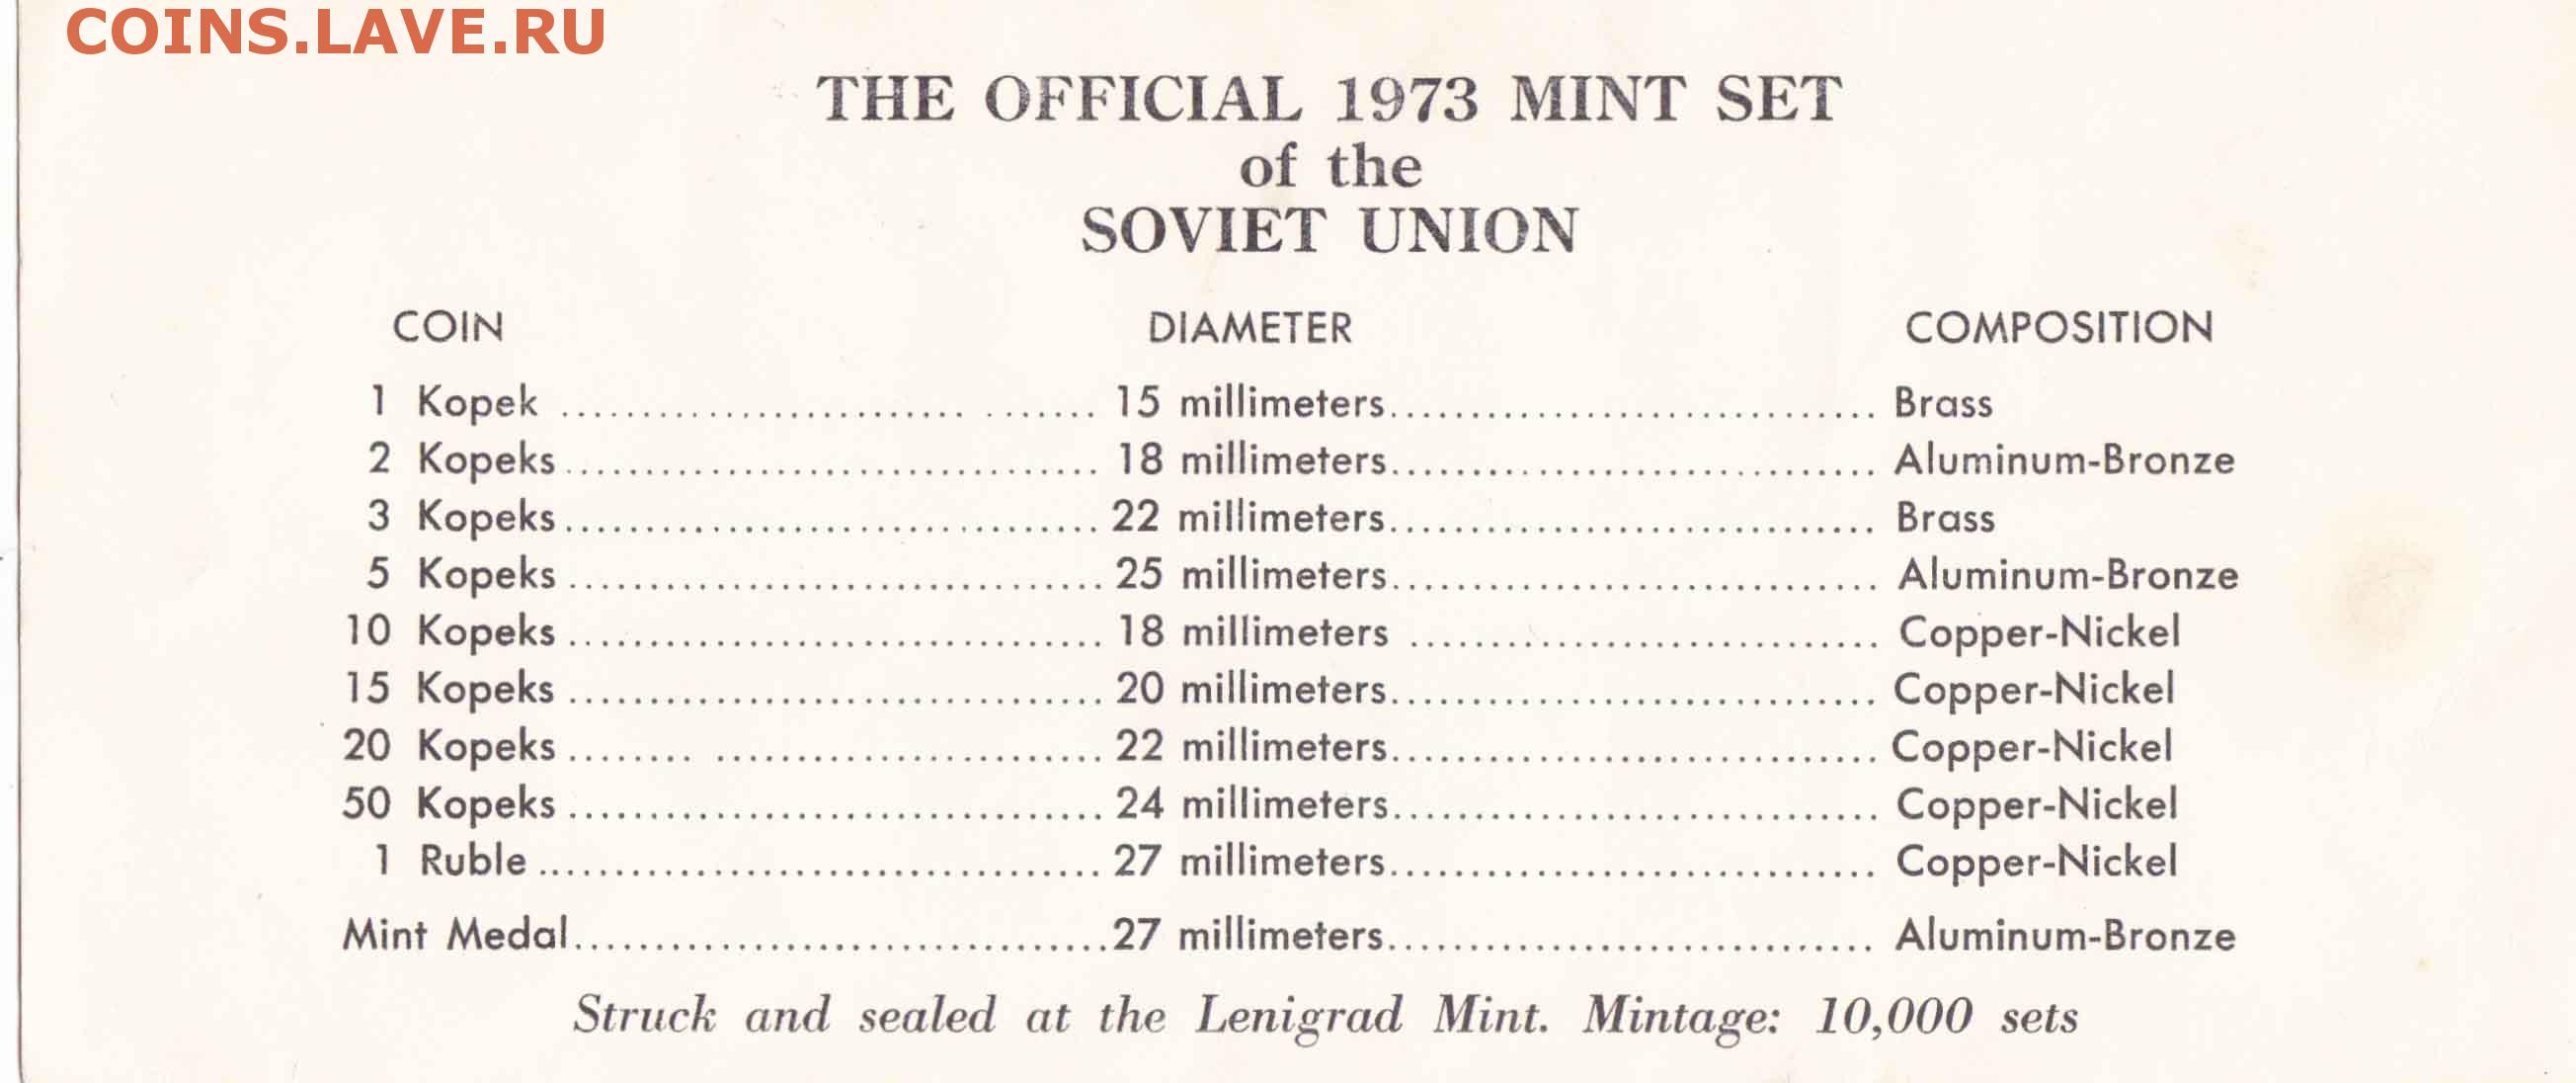 COINS.LAVE.RU
THE OFFICIAL 1973 MINT SET
of the
SOVIET UNION
COIN DIAMETER COMPOSITION
1 Kopek ........................ ....... 15 millimeters............................. Brass
2 Kopeks................................ 18 millimeters............................. Aluminum-Bronze
3 Kopeks................................ 22 millimeters............................. Brass
5 Kopeks................................ 25 millimeters............................. Aluminum-Bronze
10 Kopeks................................ 18 millimeters ............................ Copper-Nickel
15 Kopeks................................ 20 millimeters............................. Copper-Nickel
20 Kopeks........ ....................... 22 millimeters............................. Copper-Nickel
50 Kopeks................................ 24 millimeters............................. Copper-Nickel
1 Ruble.................................. 27 millimeters............................. Copper-Nickel
Mint Medal................................27 millimeters............................. Aluminum-Bronze
Struck and sealed at the Lenigrad Mint. Mintage: 10,000 sets